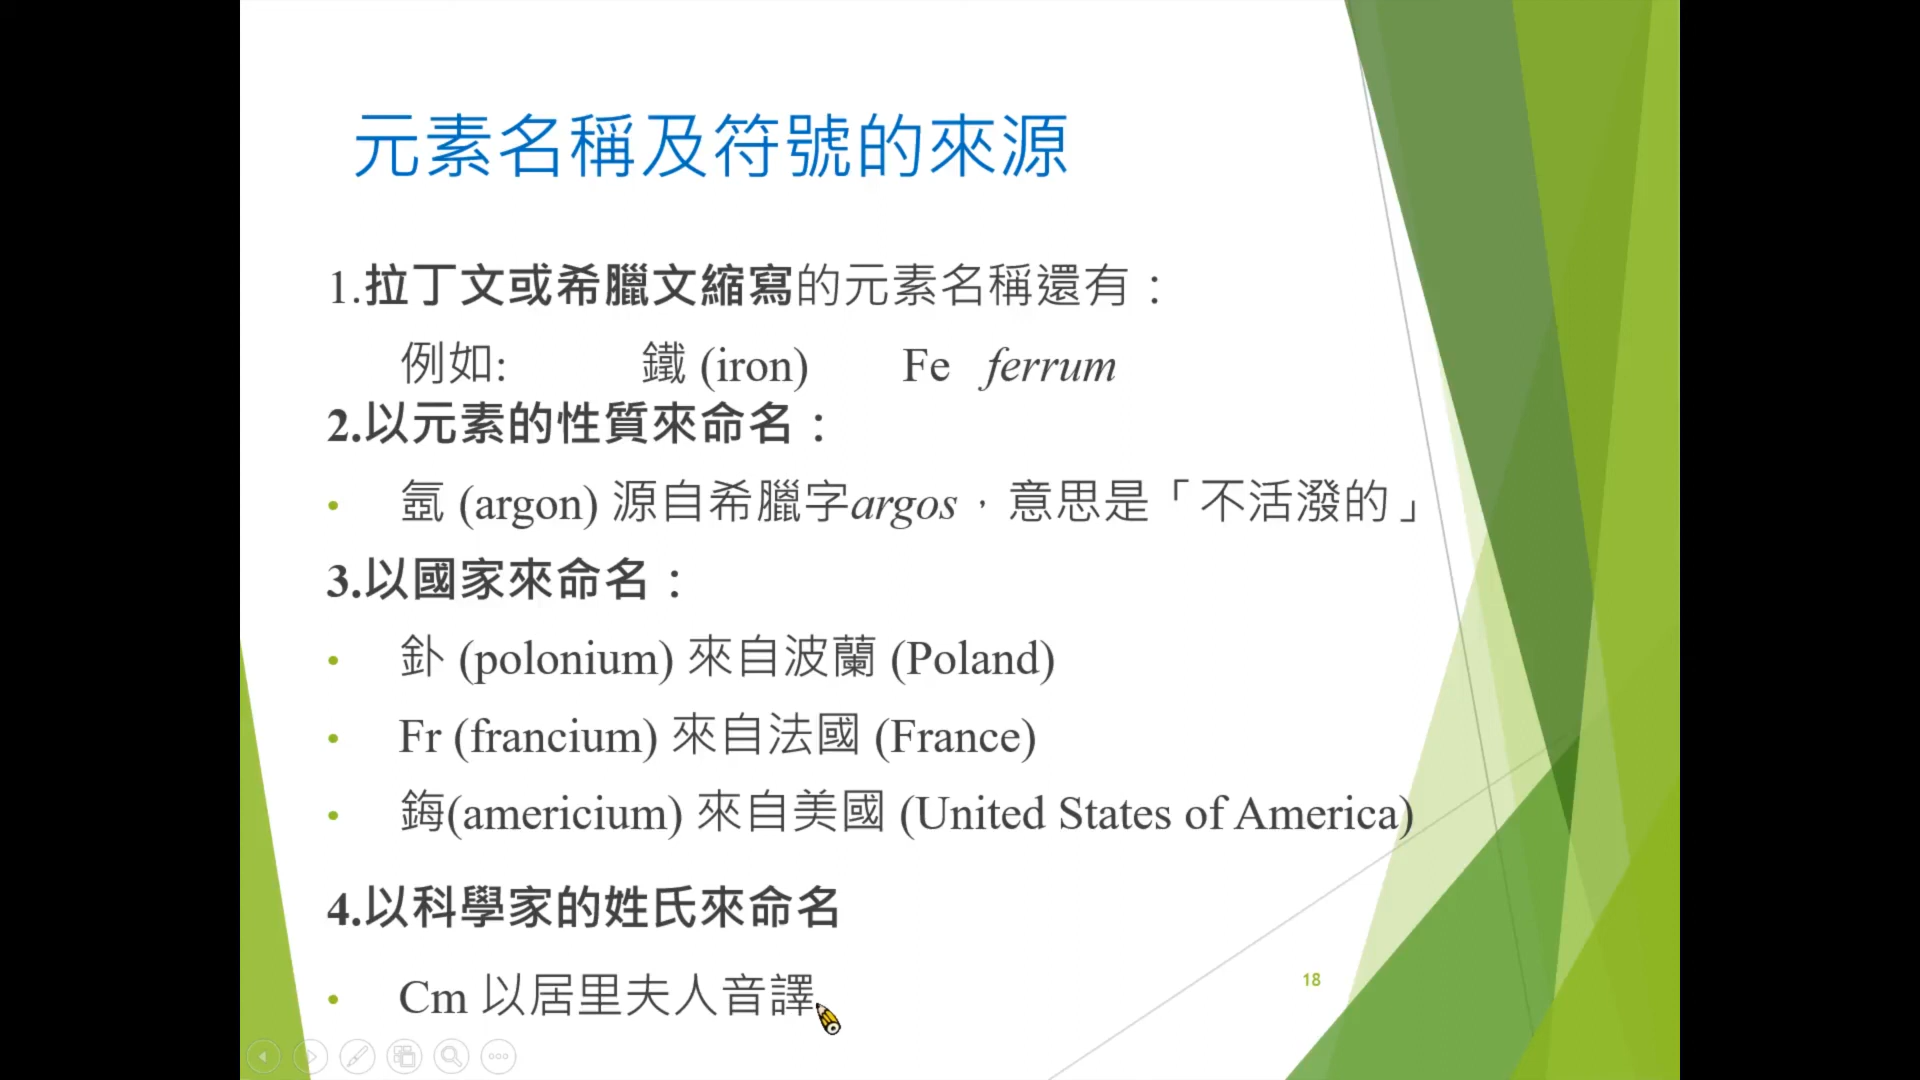 元素名稱及符號的來源
1.拉丁文或希臘文縮寫的元素名稱還有：
例如: 鐵 (iron) Fe ferrum
2.以元素的性質來命名：
• 氬 (argon) 源自希臘字argos，意思是「不活潑的」
3.以國家來命名：
• 釙 (polonium) 來自波蘭 (Poland)
• Fr (francium) 來自法國 (France)
• 鋂(americium) 來自美國 (United States of America)
4.以科學家的姓氏來命名
• Cm 以居里夫人音譯
18